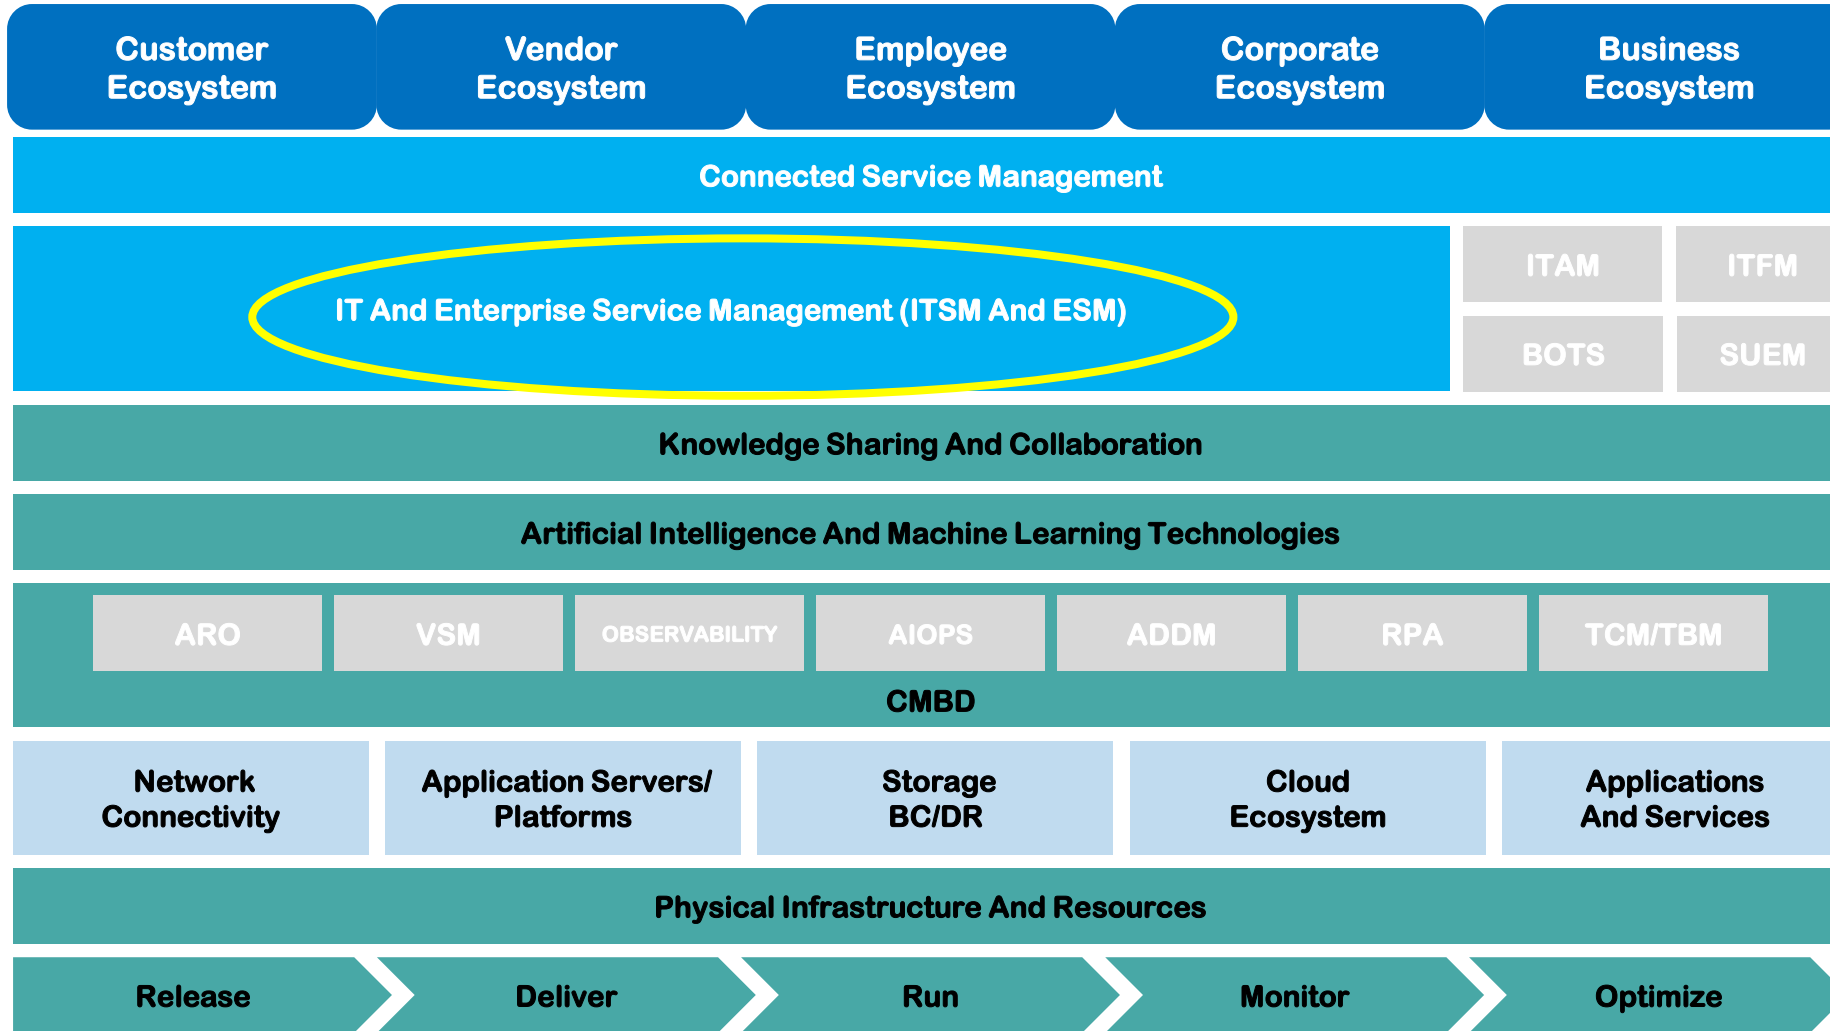 Customer
Ecosystem
Vendor
Ecosystem
Employee
Ecosystem
Corporate
Ecosystem
Business
Ecosystem
Connected Service Management
IT And Enterprise Service Management (ITSM And ESM)
ITAM
ITFM
BOTS
SUEM
Knowledge Sharing And Collaboration
Artificial Intelligence And Machine Learning Technologies
ARO
VSM
OBSERVABILITY
AIOPS
ADDM
RPA
TCM/TBM
CMBD
Network
Connectivity
Application Servers/
Platforms
Storage
BC/DR
Cloud
Ecosystem
Applications
And Services
Physical Infrastructure And Resources
Release
Deliver
Run
Monitor
Optimize